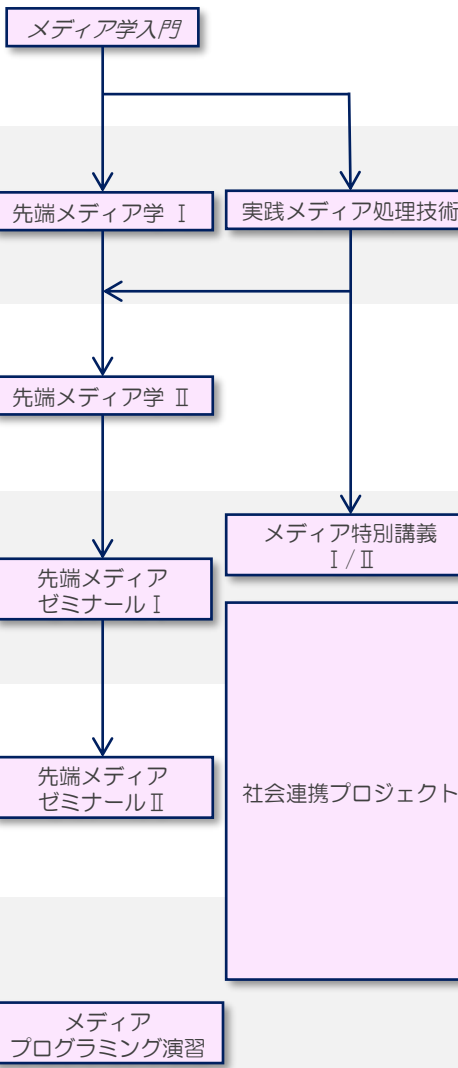 メディア学入門
先端メディア学 Ⅰ
実践メディア処理技術
先端メディア学 Ⅱ
メディア特別講義
Ⅰ/Ⅱ
先端メディア
ゼミナールⅠ
先端メディア
ゼミナールⅡ
社会連携プロジェクト
メディア
プログラミング演習